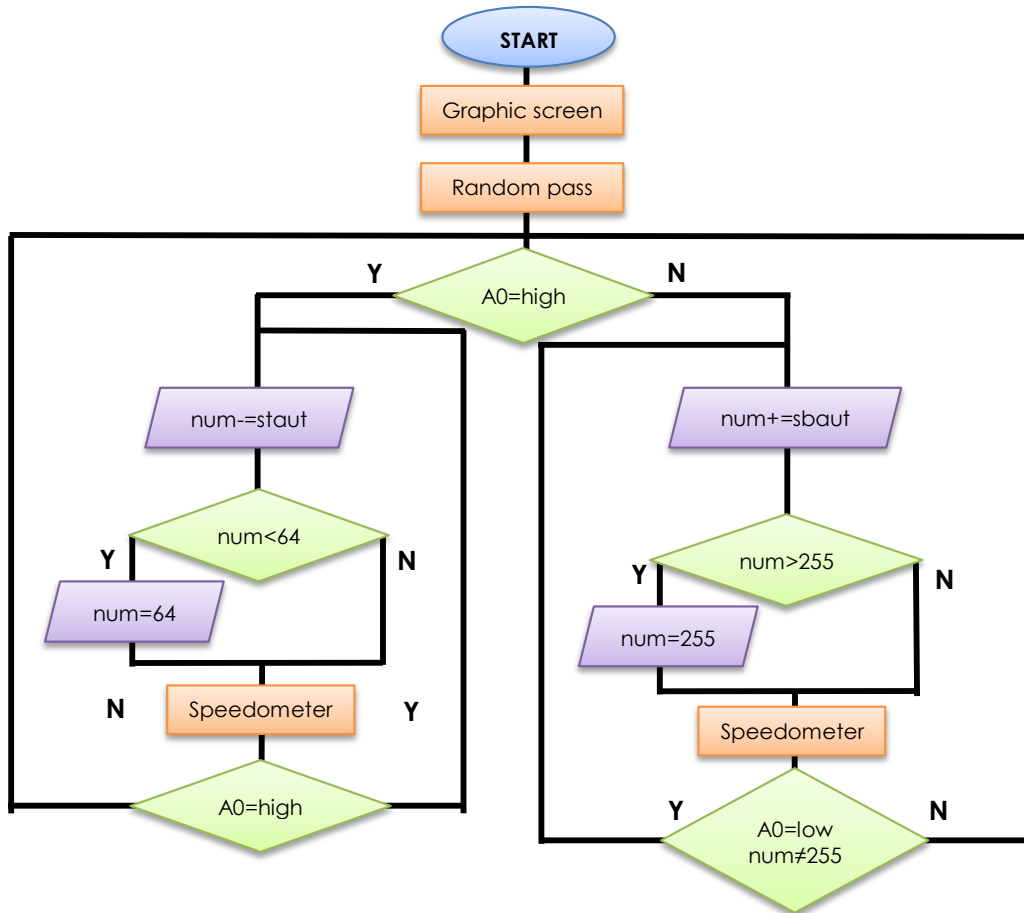 START
Graphic screen
Random pass
Y
N
A0=high
num-=staut
num+=sbaut
num<64
Y
N
num>255
Y
N
num=64
num=255
N
Speedometer
Y
Speedometer
A0=high
Y
N
A0=low
num≠255